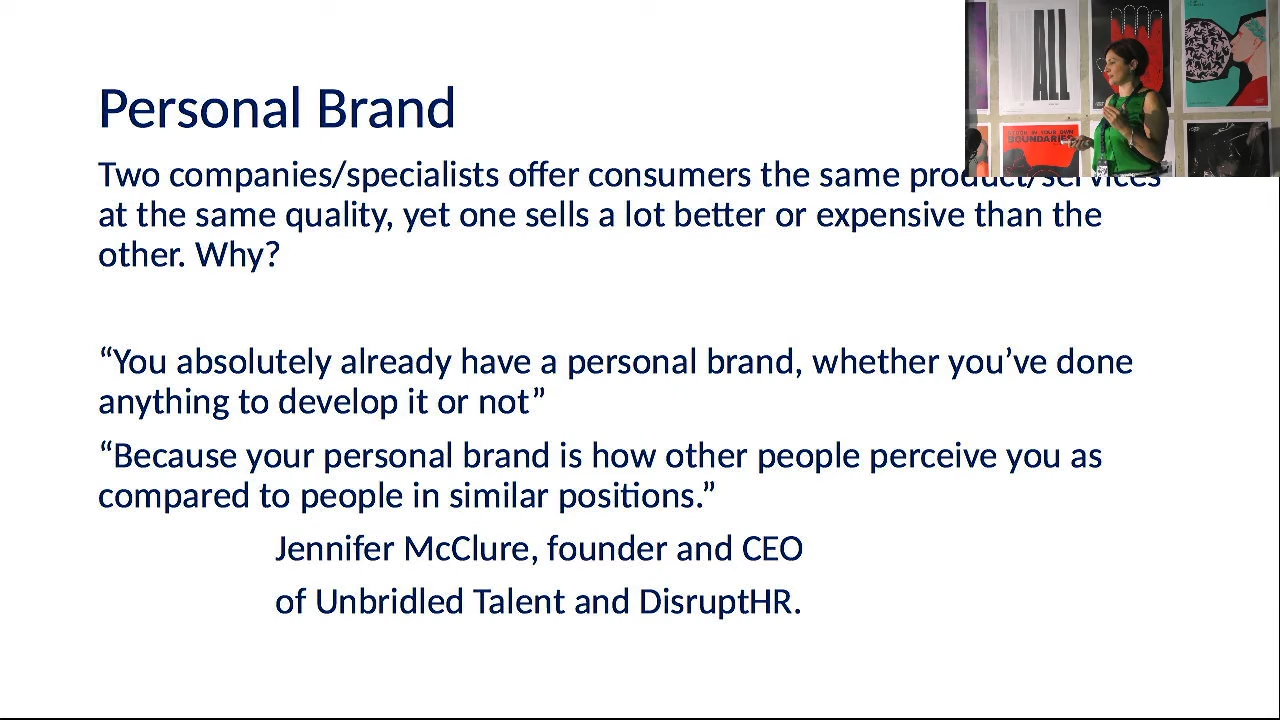 Personal Brand
Two companies/specialists offer consumers the same product/services
at the same quality, yet one sells a lot better or expensive than the
other. Why?
“You absolutely already have a personal brand, whether you’ve done
anything to develop it or not”
“Because your personal brand is how other people perceive you as
compared to people in similar positions.”
Jennifer McClure, founder and CEO
of Unbridled Talent and DisruptHR.
ALL
BOUNDARIES